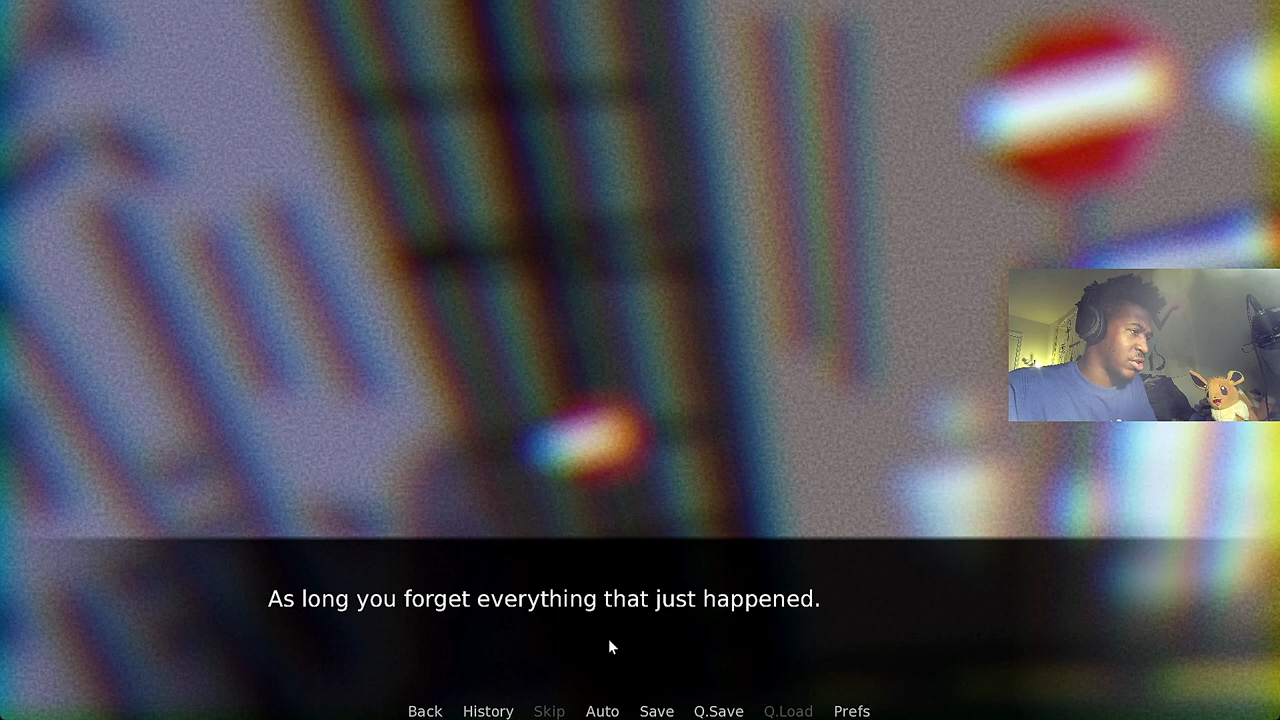 As long you forget everything that just happened.
Back History Skip Auto Save Q.Save Q.Load Prefs